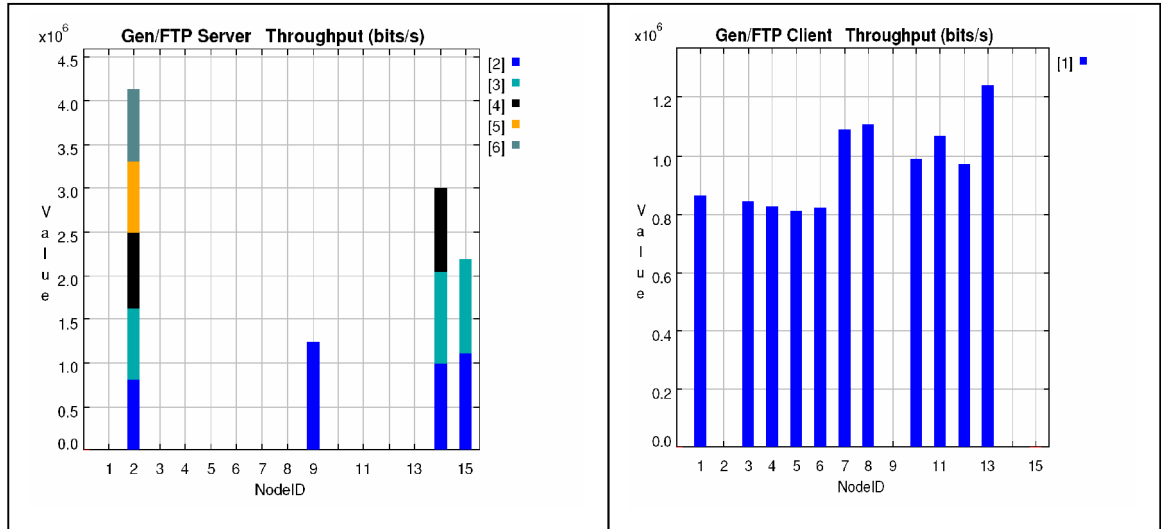 x10⁶
Gen/FTP Server Throughput (bits/s)
4.5
4.0
3.5
3.0
2.5
2.0
1.5
1.0
0.5
0.0
Value
1 2 3 4 5 6 7 8 9 11 13 15
NodeID
[2]
[3]
[4]
[5]
[6]
x10⁶
Gen/FTP Client Throughput (bits/s)
1.2
1.0
0.8
0.6
0.4
0.2
0.0
Value
1 2 3 4 5 6 7 8 9 11 13 15
NodeID
[1]